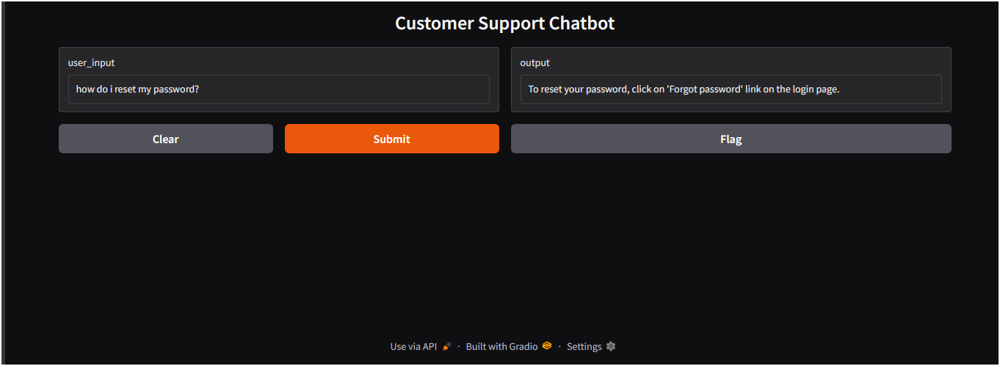 Customer Support Chatbot
user_input
how do i reset my password?
output
To reset your password, click on 'Forgot password' link on the login page.
Clear
Submit
Flag
Use via API · Built with Gradio · Settings